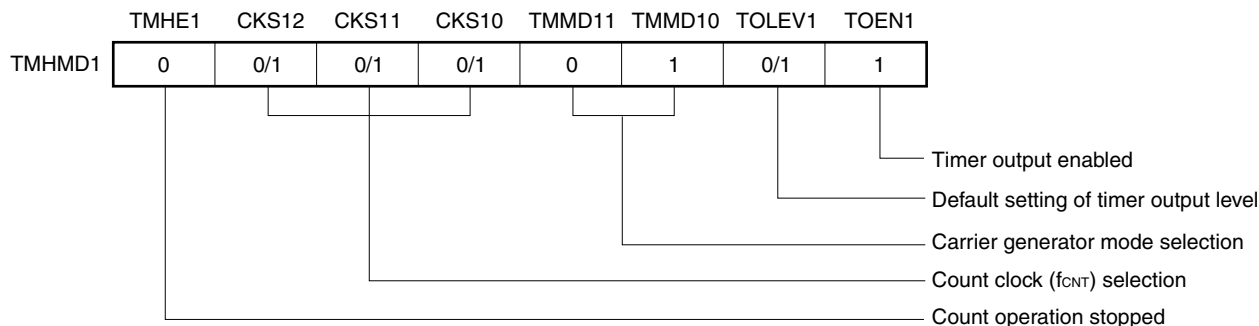 TMHE1 CKS12 CKS11 CKS10 TMMD11 TMMD10 TOLEV1 TOEN1
TMHMD1 0 0/1 0/1 0/1 0 1 0/1 1
Timer output enabled
Default setting of timer output level
Carrier generator mode selection
Count clock (fCNT) selection
Count operation stopped